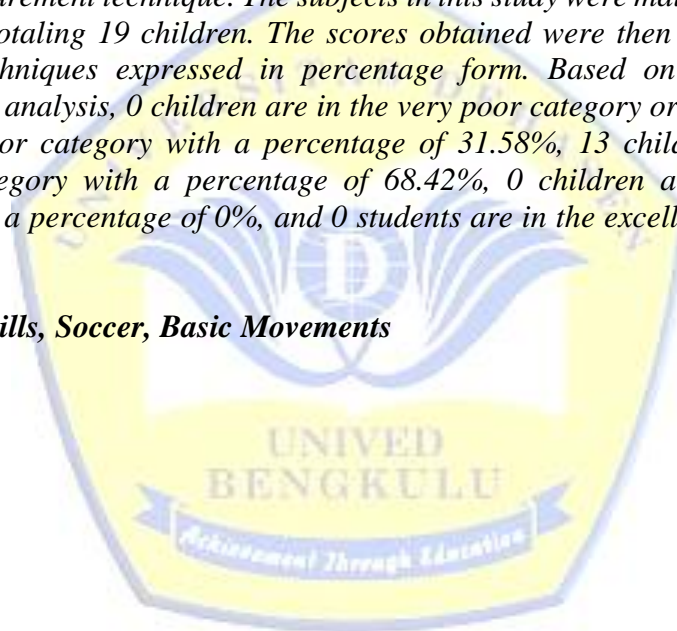 urement technique. The subjects in this study were ma
otaling 19 children. The scores obtained were then
chniques expressed in percentage form. Based on
analysis, 0 children are in the very poor category or
or category with a percentage of 31.58%, 13 chil
egory with a percentage of 68.42%, 0 children a
a percentage of 0%, and 0 students are in the excell
ills, Soccer, Basic Movements
D
UNIVED
BENGKULU
Achievement Through Education